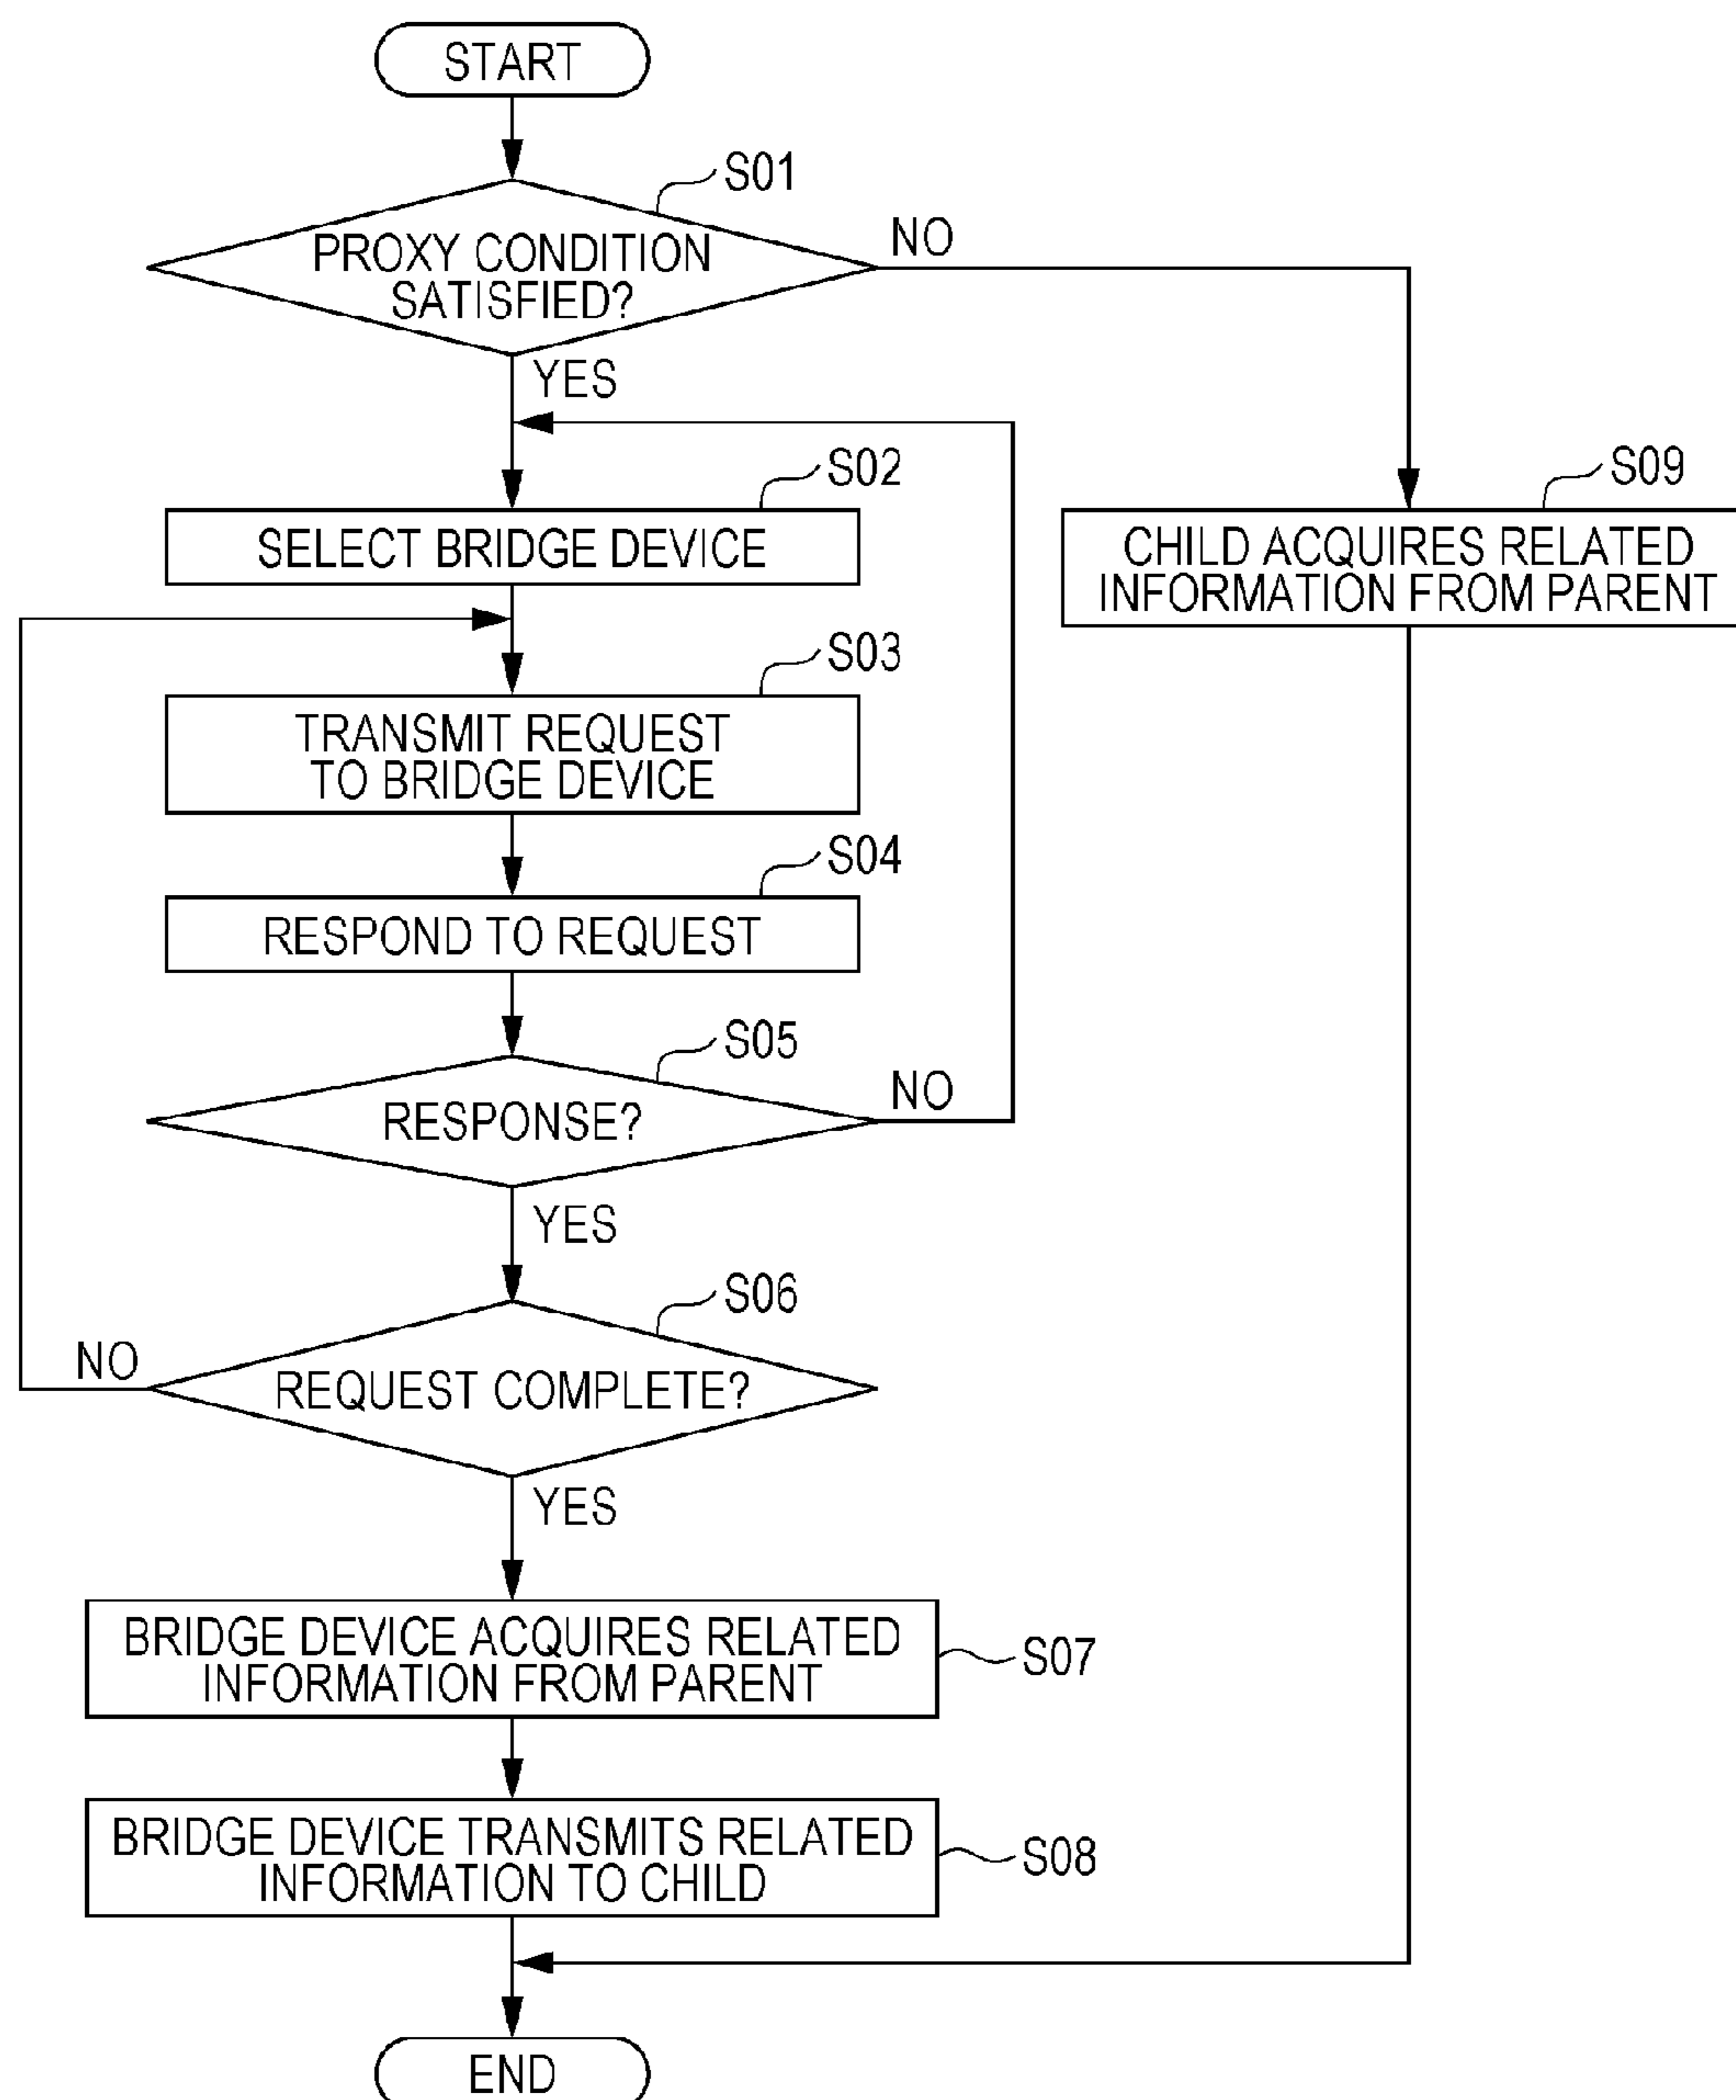 START
S01
PROXY CONDITION
SATISFIED?
NO
YES
S02
SELECT BRIDGE DEVICE
S09
CHILD ACQUIRES RELATED
INFORMATION FROM PARENT
S03
TRANSMIT REQUEST
TO BRIDGE DEVICE
S04
RESPOND TO REQUEST
S05
RESPONSE?
NO
YES
S06
REQUEST COMPLETE?
NO
YES
BRIDGE DEVICE ACQUIRES RELATED
INFORMATION FROM PARENT
S07
BRIDGE DEVICE TRANSMITS RELATED
INFORMATION TO CHILD
S08
END